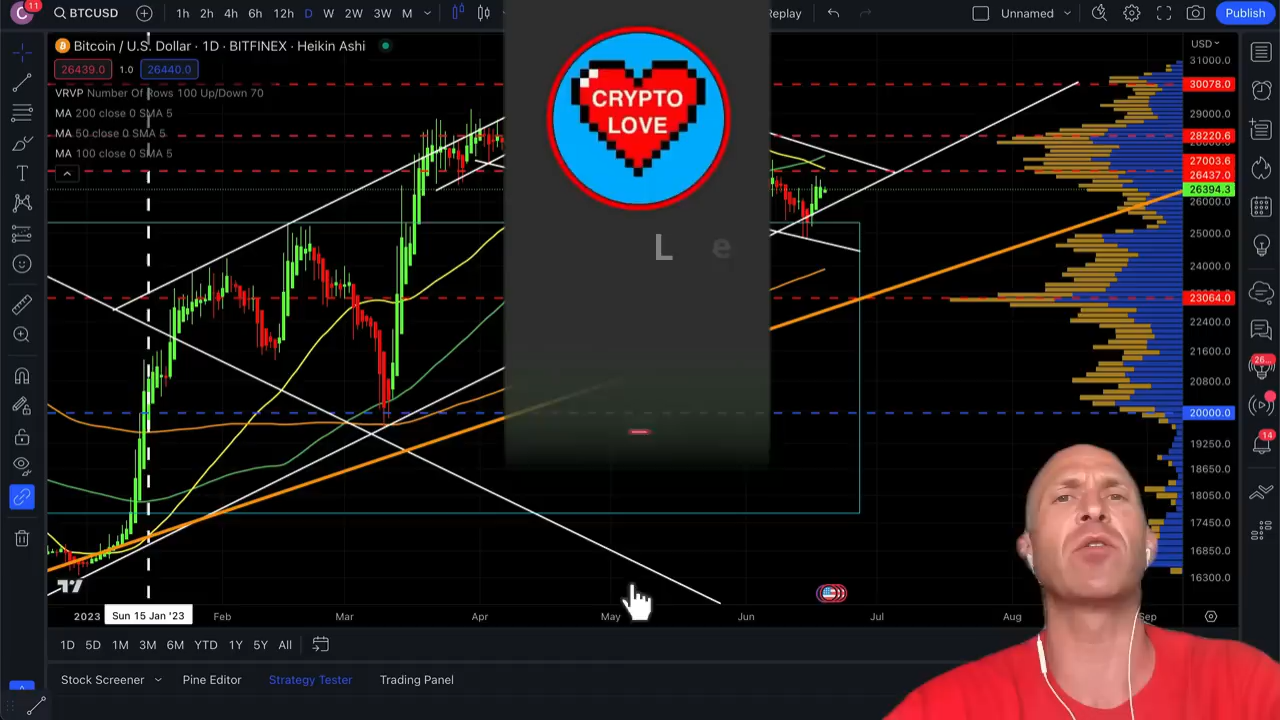 11
BTCUSD
1h 2h 4h 6h 12h D W 2W 3W M
Replay
Unnamed
Publish
Bitcoin / U.S. Dollar · 1D · BITFINEX · Heikin Ashi
26439.0 1.0 26440.0
VRVP Number Of Rows 100 Up/Down 70
MA 200 close 0 SMA 5
MA 50 close 0 SMA 5
MA 100 close 0 SMA 5
CRYPTO
LOVE
L e
USD
31000.0
30078.0
29000.0
28220.6
27003.6
26437.0
26394.3
26000.0
25000.0
24000.0
23064.0
22400.0
21600.0
20800.0
20000.0
19250.0
18650.0
18050.0
17450.0
16850.0
16300.0
26...
14
2023 Sun 15 Jan '23 Feb Mar Apr May Jun Jul Aug Sep
1D 5D 1M 3M 6M YTD 1Y 5Y All
Stock Screener Pine Editor Strategy Tester Trading Panel